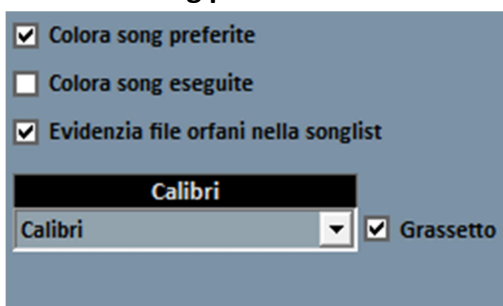 Colora song preferite
Colora song eseguite
Evidenzia file orfani nella songlist
Calibri
Calibri
Grassetto